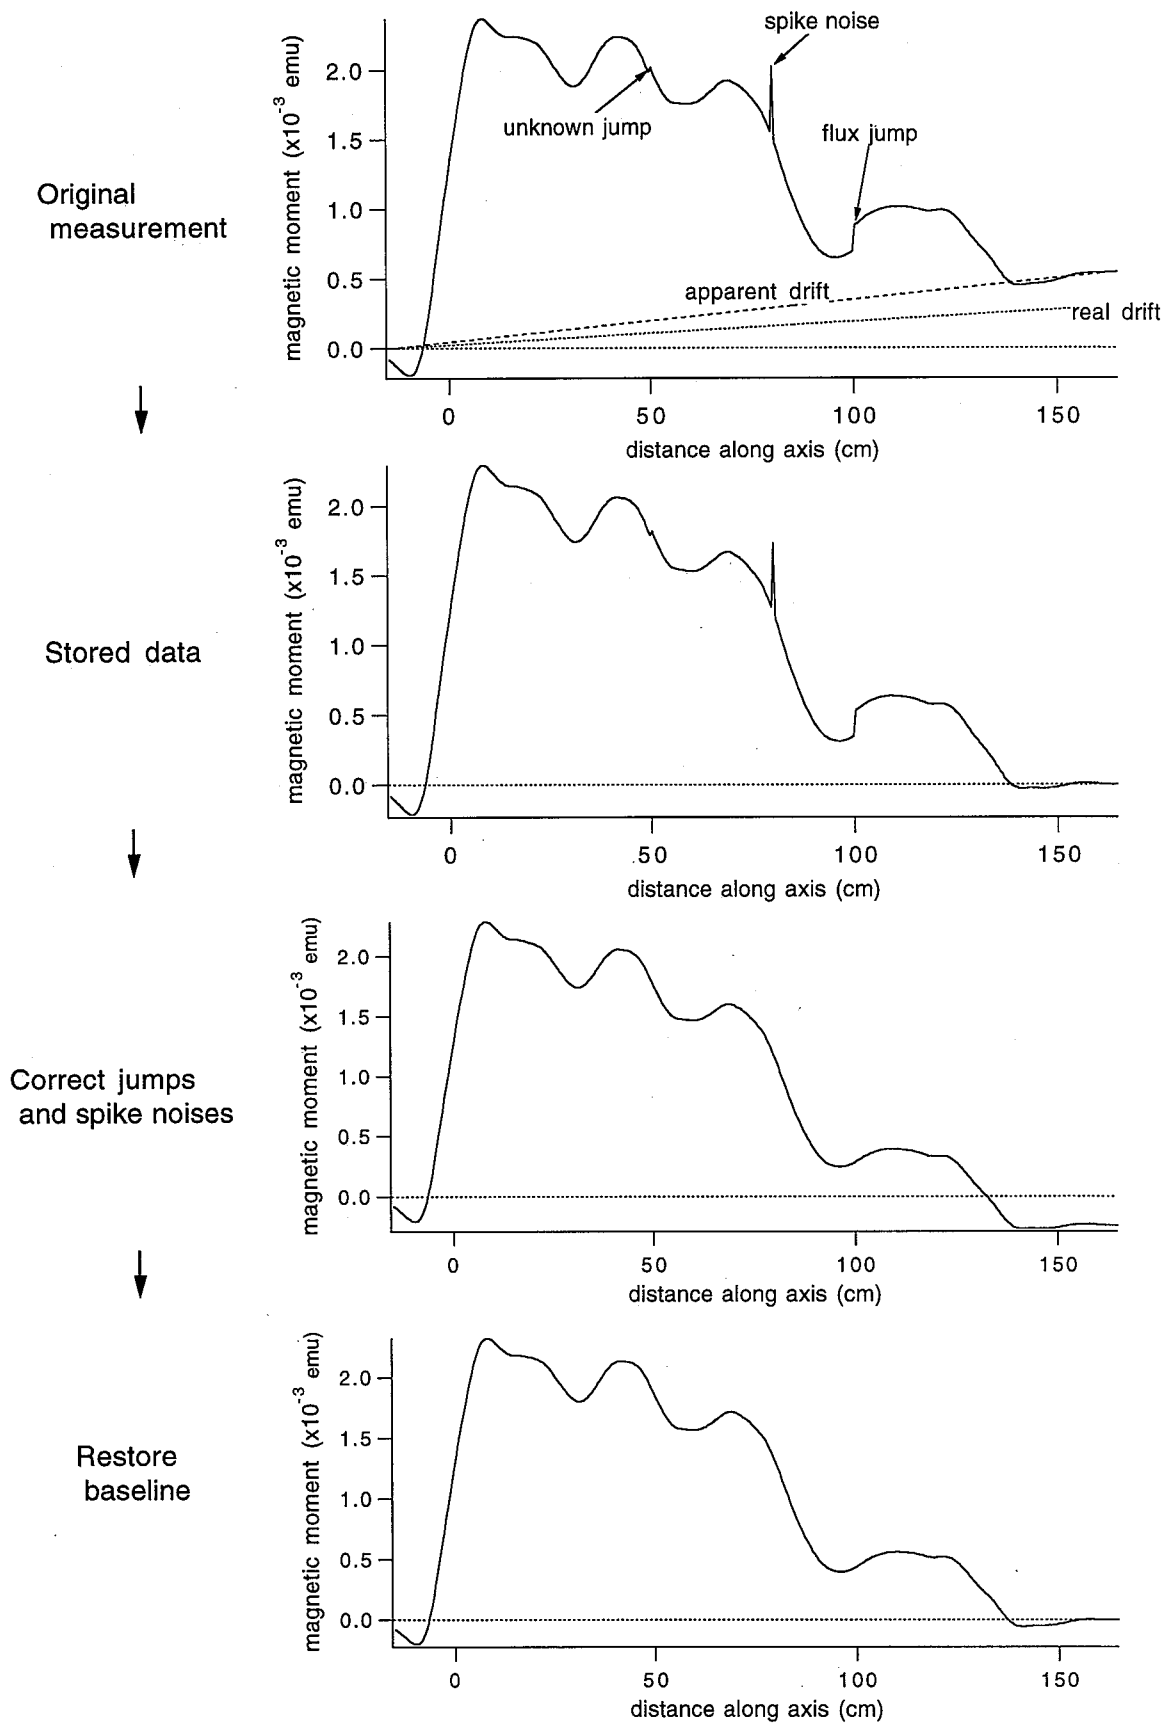 Original
measurement
magnetic moment (x10⁻³ emu)
2.0
1.5
1.0
0.5
0.0
spike noise
unknown jump
flux jump
apparent drift
real drift
0 50 100 150
distance along axis (cm)
Stored data
magnetic moment (x10⁻³ emu)
2.0
1.5
1.0
0.5
0.0
0 50 100 150
distance along axis (cm)
Correct jumps
and spike noises
magnetic moment (x10⁻³ emu)
2.0
1.5
1.0
0.5
0.0
0 50 100 150
distance along axis (cm)
Restore
baseline
magnetic moment (x10⁻³ emu)
2.0
1.5
1.0
0.5
0.0
0 50 100 150
distance along axis (cm)